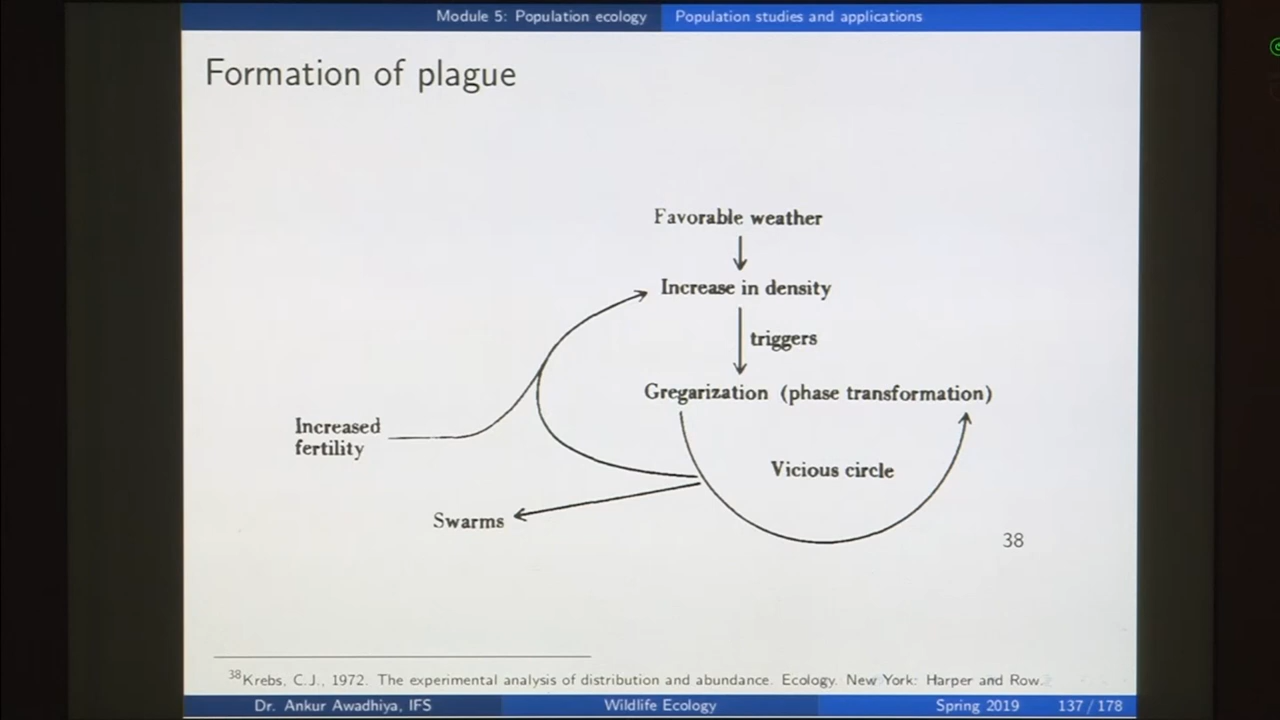 Module 5: Population ecology Population studies and applications
Formation of plague
Favorable weather
Increase in density
triggers
Gregarization (phase transformation)
Increased
fertility
Vicious circle
Swarms
38
38Krebs, C.J., 1972. The experimental analysis of distribution and abundance. Ecology. New York: Harper and Row.
Dr. Ankur Awadhiya, IFS Wildlife Ecology Spring 2019 137 / 178